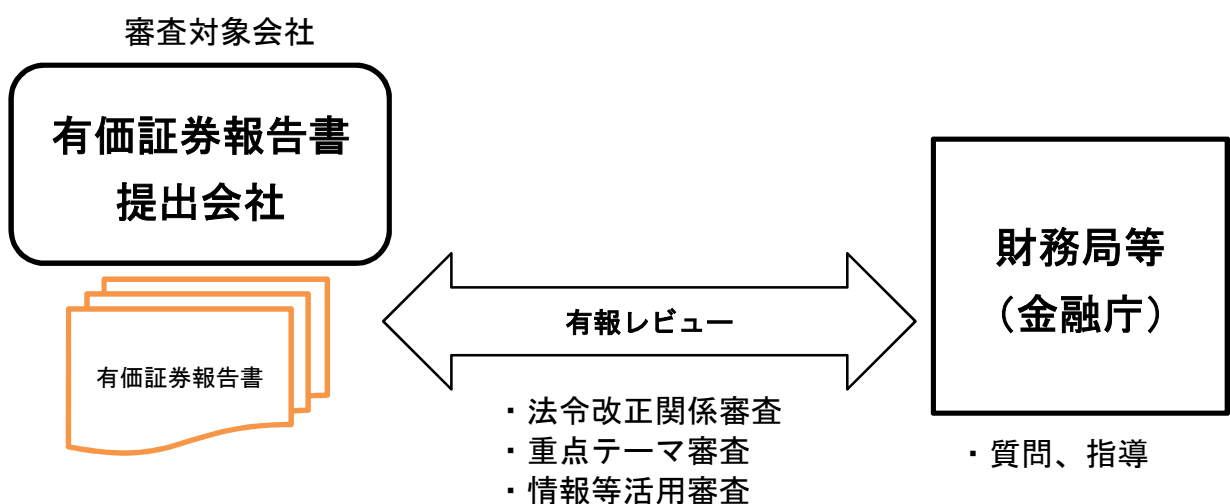 審査対象会社
有価証券報告書
提出会社
有価証券報告書
有報レビュー
・法令改正関係審査
・重点テーマ審査
・情報等活用審査
財務局等
（金融庁）
・質問、指導